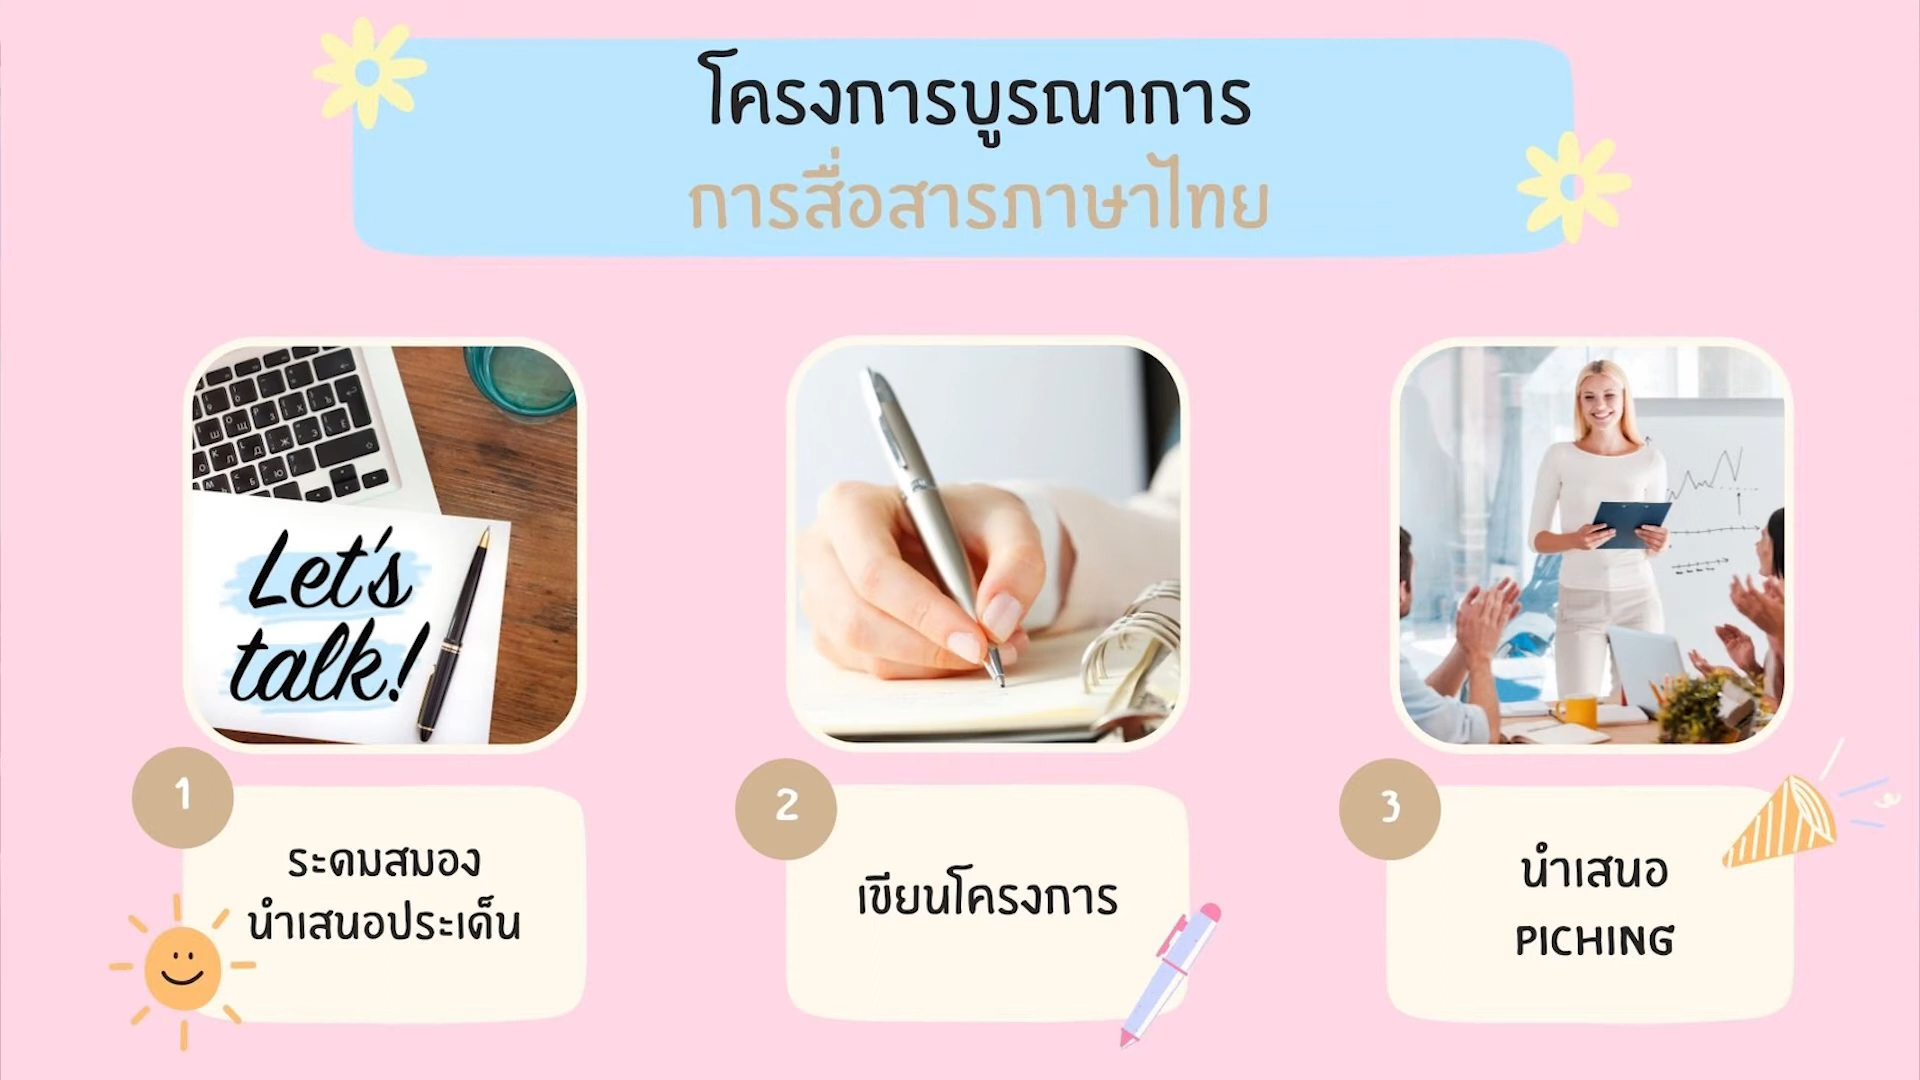 โครงการบูรณาการ
การสื่อสารภาษาไทย
Let's
talk!
1
ระดมสมอง
นำเสนอประเด็น
2
เขียนโครงการ
3
นำเสนอ
PICHING